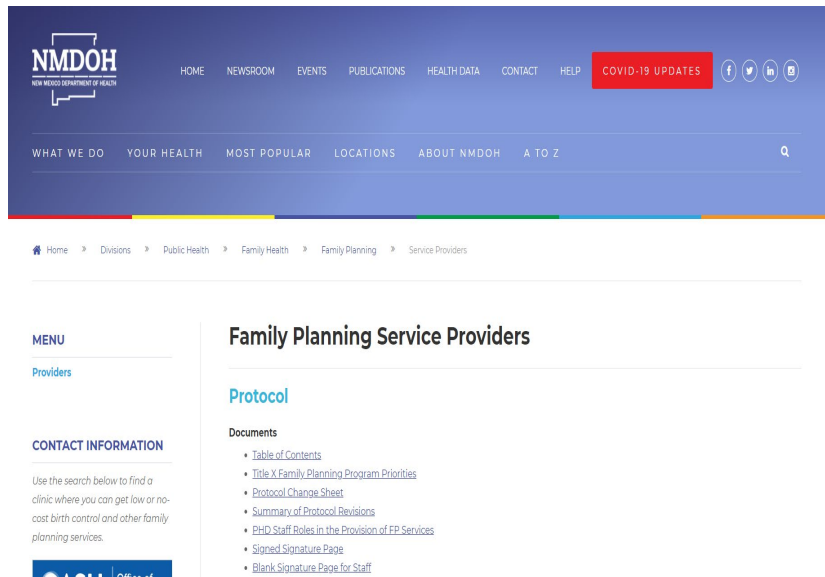 NMDOH
NEW MEXICO DEPARTMENT OF HEALTH
HOME NEWSROOM EVENTS PUBLICATIONS HEALTH DATA CONTACT HELP COVID-19 UPDATES
WHAT WE DO YOUR HEALTH MOST POPULAR LOCATIONS ABOUT NMDOH A TO Z
Home » Divisions » Public Health » Family Health » Family Planning » Service Providers
MENU
Providers
CONTACT INFORMATION
Use the search below to find a
clinic where you can get low or no-
cost birth control and other family
planning services.
Office of
Family Planning Service Providers
Protocol
Documents
• Table of Contents
• Title X Family Planning Program Priorities
• Protocol Change Sheet
• Summary of Protocol Revisions
• PHD Staff Roles in the Provision of FP Services
• Signed Signature Page
• Blank Signature Page for Staff